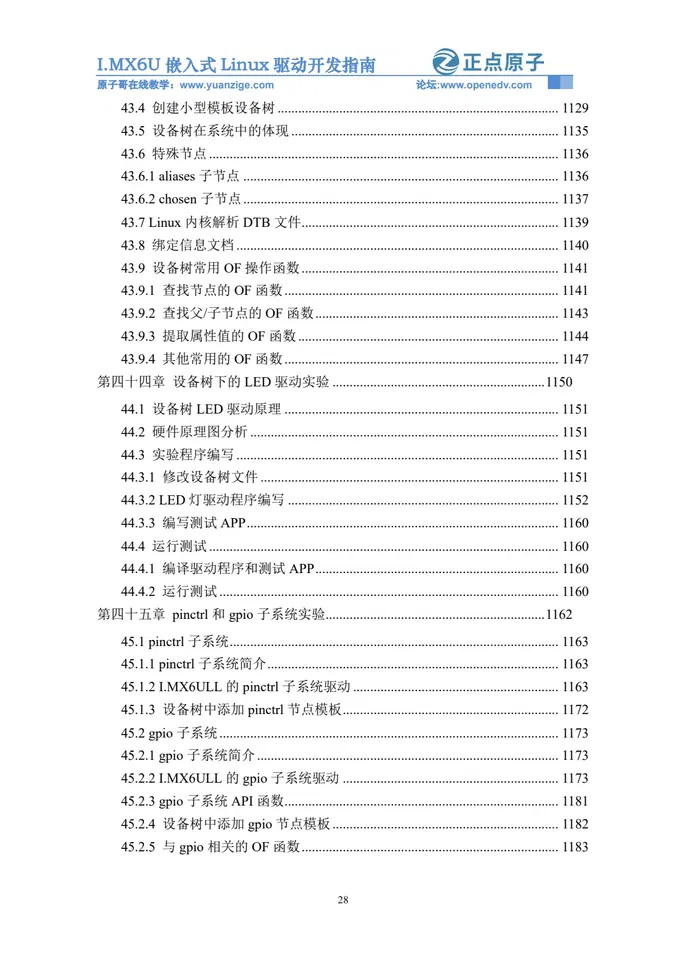 I.MX6U 嵌入式 Linux 驱动开发指南
正点原子
原子哥在线教学：www.yuanzige.com
论坛:www.openedv.com
43.4 创建小型模板设备树 ........ 1129
43.5 设备树在系统中的体现 ........ 1135
43.6 特殊节点 ........ 1136
43.6.1 aliases 子节点 ........ 1136
43.6.2 chosen 子节点 ........ 1137
43.7 Linux 内核解析 DTB 文件 ........ 1139
43.8 绑定信息文档 ........ 1140
43.9 设备树常用 OF 操作函数 ........ 1141
43.9.1 查找节点的 OF 函数 ........ 1141
43.9.2 查找父/子节点的 OF 函数 ........ 1143
43.9.3 提取属性值的 OF 函数 ........ 1144
43.9.4 其他常用的 OF 函数 ........ 1147
第四十四章 设备树下的 LED 驱动实验 ........ 1150
44.1 设备树 LED 驱动原理 ........ 1151
44.2 硬件原理图分析 ........ 1151
44.3 实验程序编写 ........ 1151
44.3.1 修改设备树文件 ........ 1151
44.3.2 LED 灯驱动程序编写 ........ 1152
44.3.3 编写测试 APP ........ 1160
44.4 运行测试 ........ 1160
44.4.1 编译驱动程序和测试 APP ........ 1160
44.4.2 运行测试 ........ 1160
第四十五章 pinctrl 和 gpio 子系统实验 ........ 1162
45.1 pinctrl 子系统 ........ 1163
45.1.1 pinctrl 子系统简介 ........ 1163
45.1.2 I.MX6ULL 的 pinctrl 子系统驱动 ........ 1163
45.1.3 设备树中添加 pinctrl 节点模板 ........ 1172
45.2 gpio 子系统 ........ 1173
45.2.1 gpio 子系统简介 ........ 1173
45.2.2 I.MX6ULL 的 gpio 子系统驱动 ........ 1173
45.2.3 gpio 子系统 API 函数 ........ 1181
45.2.4 设备树中添加 gpio 节点模板 ........ 1182
45.2.5 与 gpio 相关的 OF 函数 ........ 1183
28